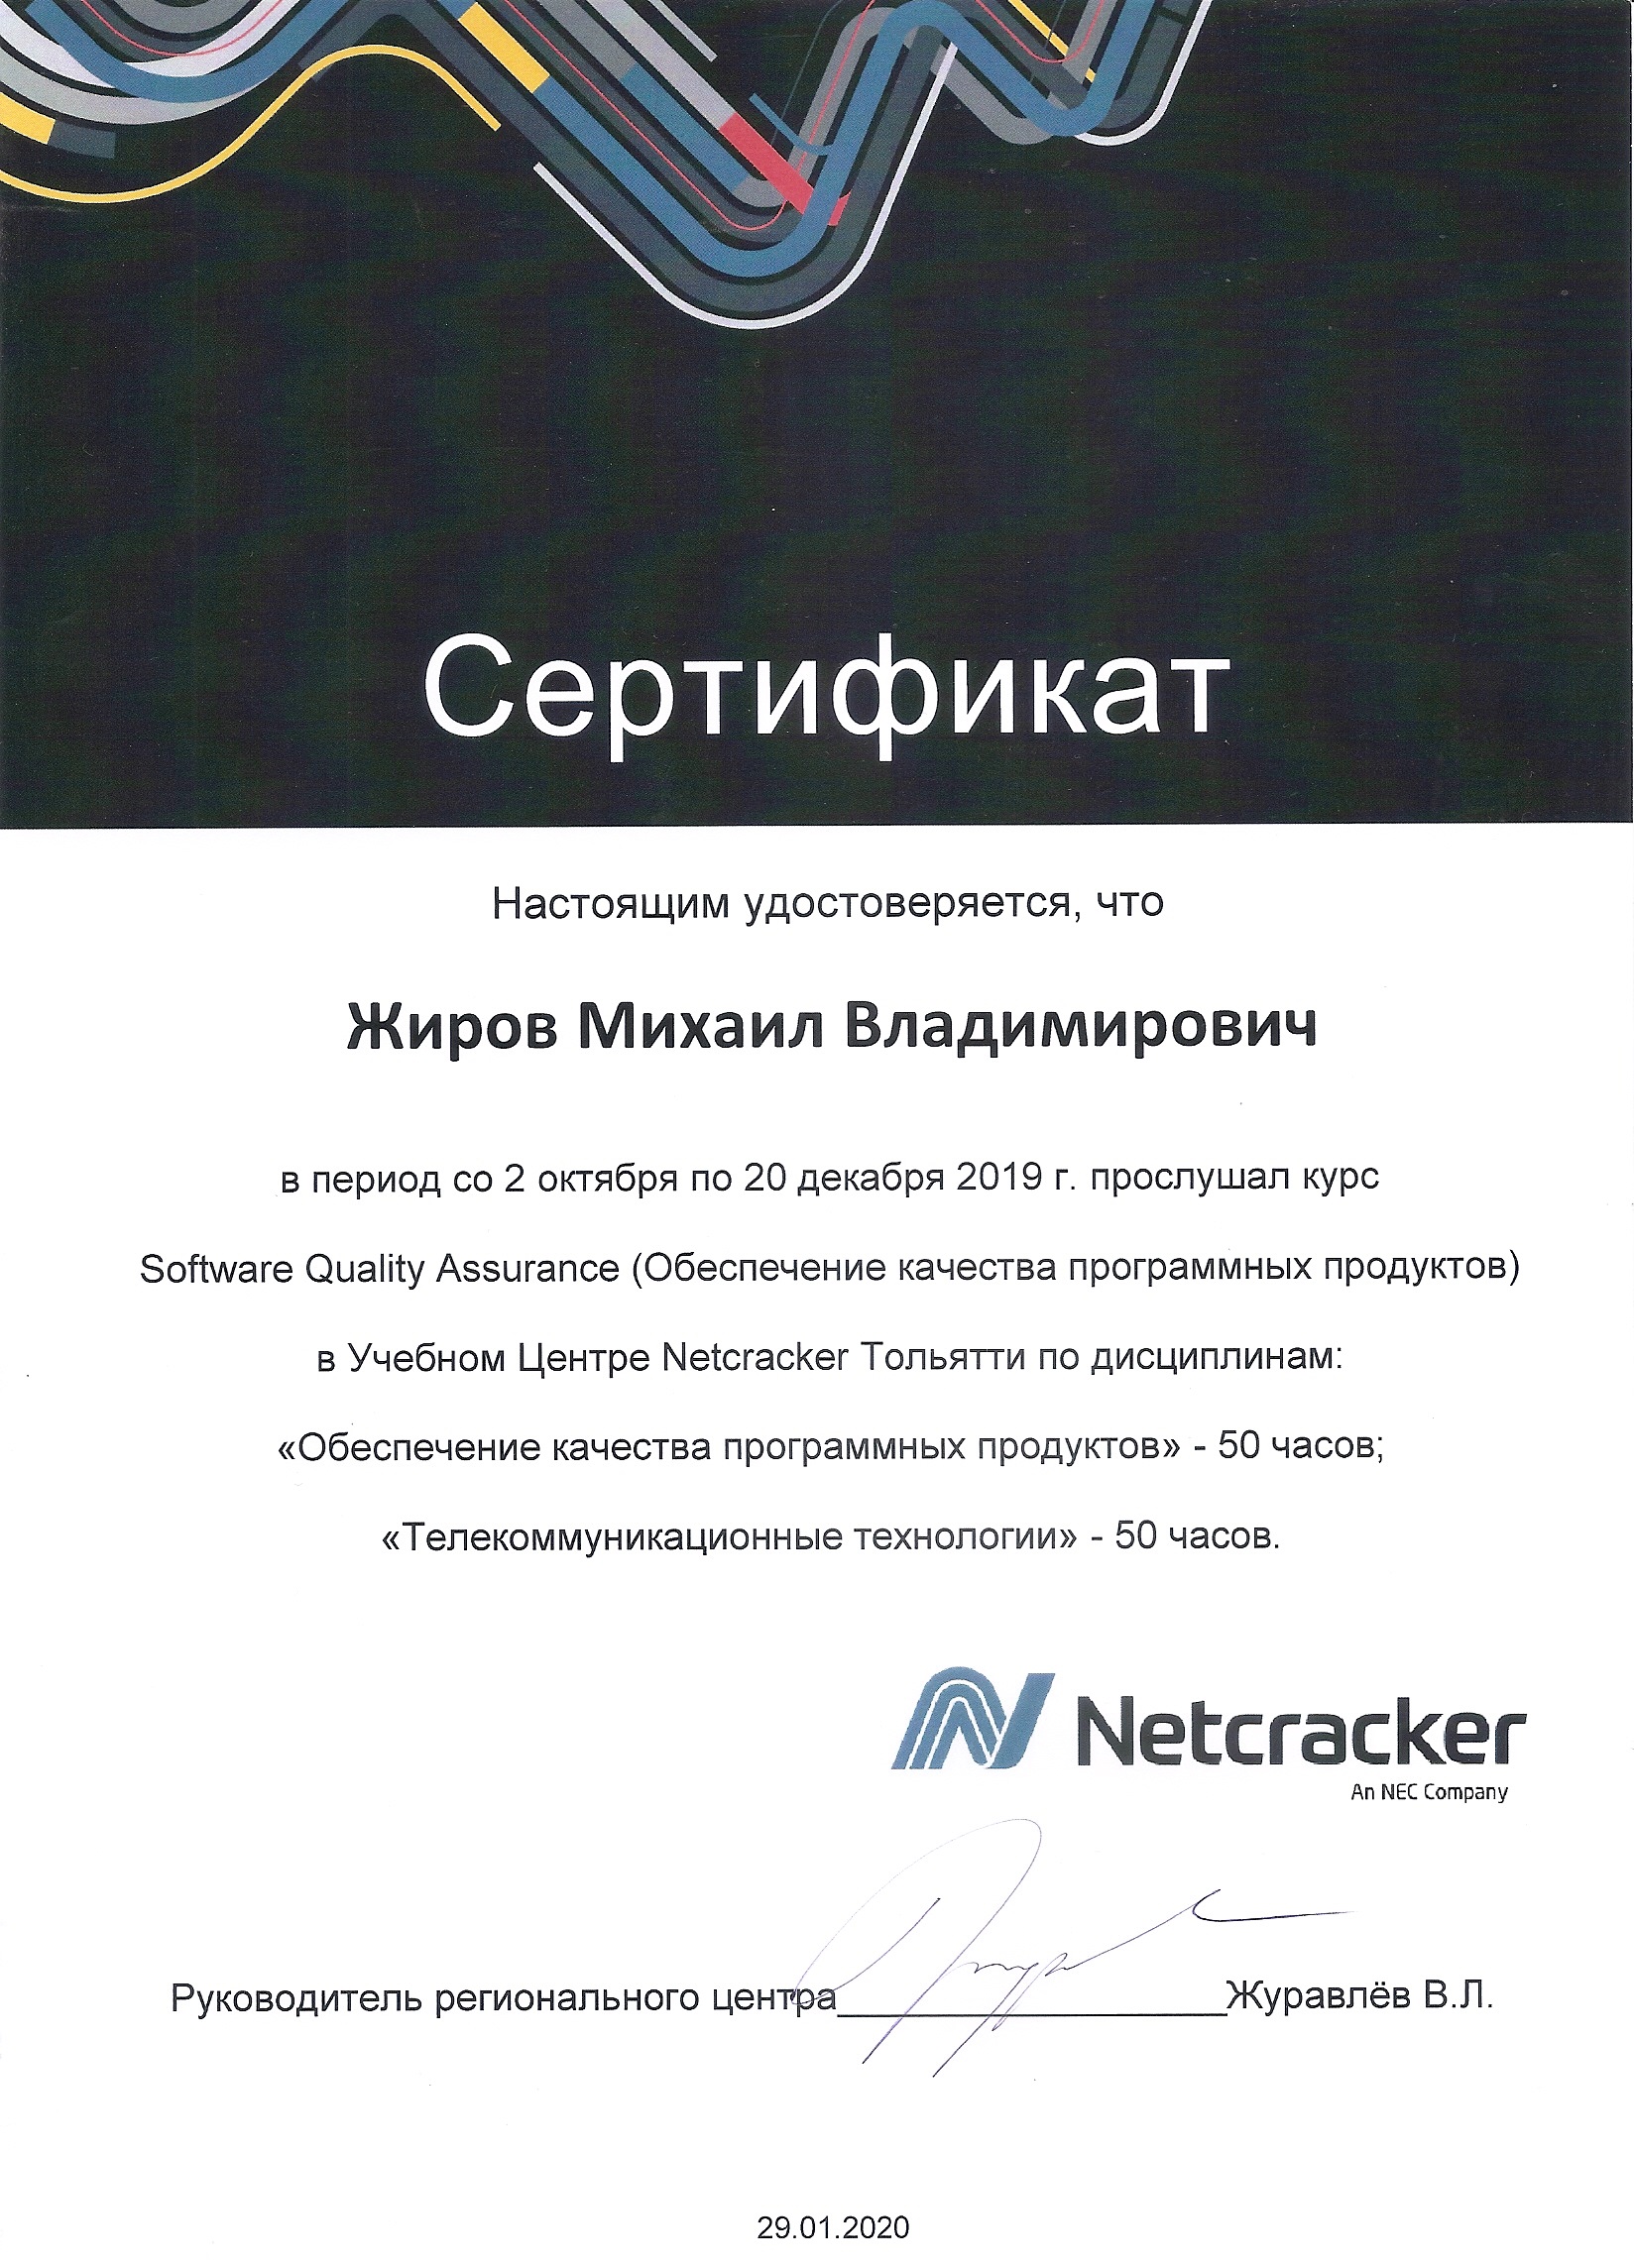 Сертификат
Настоящим удостоверяется, что
Жиров Михаил Владимирович
в период со 2 октября по 20 декабря 2019 г. прослушал курс
Software Quality Assurance (Обеспечение качества программных продуктов)
в Учебном Центре Netcracker Тольятти по дисциплинам:
«Обеспечение качества программных продуктов» - 50 часов;
«Телекоммуникационные технологии» - 50 часов.
Netcracker
An NEC Company
Руководитель регионального центра Журавлёв В.Л.
29.01.2020